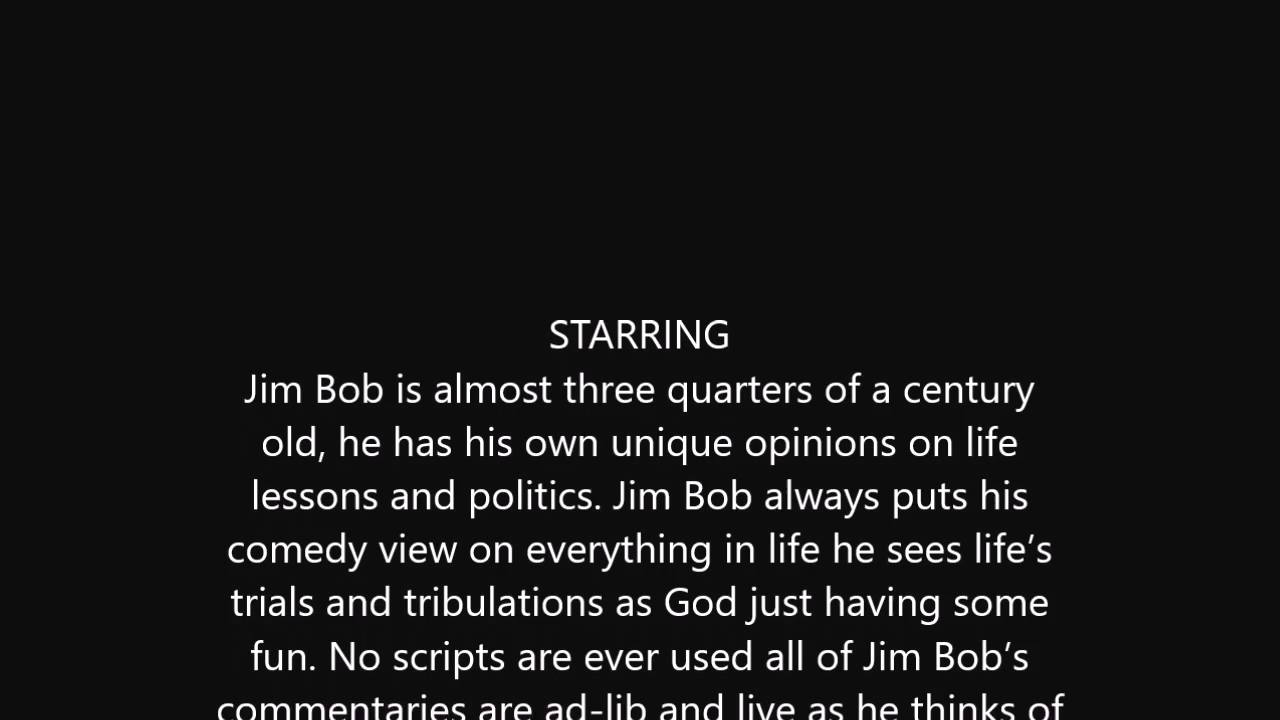 STARRING
Jim Bob is almost three quarters of a century
old, he has his own unique opinions on life
lessons and politics. Jim Bob always puts his
comedy view on everything in life he sees life’s
trials and tribulations as God just having some
fun. No scripts are ever used all of Jim Bob’s
commentaries are ad-lib and live as he thinks of